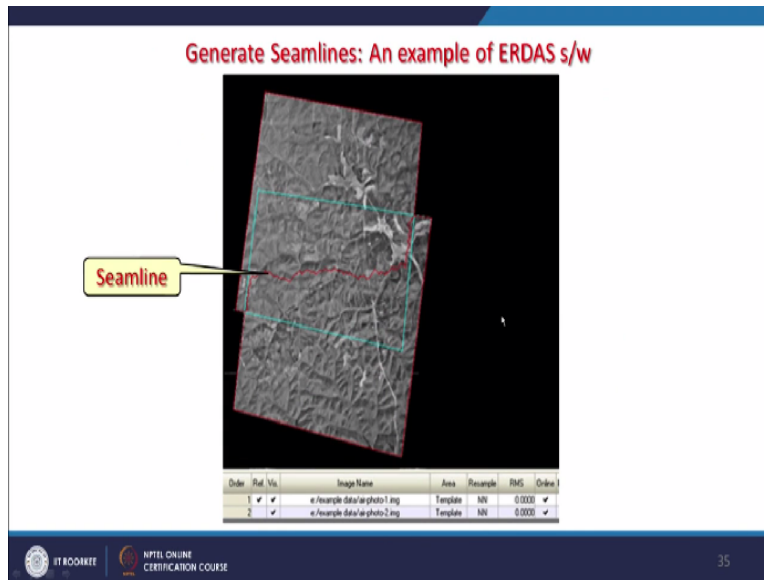 Generate Seamlines: An example of ERDAS s/w
Seamline
Order Ref. Vis. Image Name Area Resample RMS Online
1 e:/example data/air-photo-1.img Template NN 0.0000
2 e:/example data/air-photo-2.img Template NN 0.0000
IIT ROORKEE
NPTEL ONLINE
CERTIFICATION COURSE
35